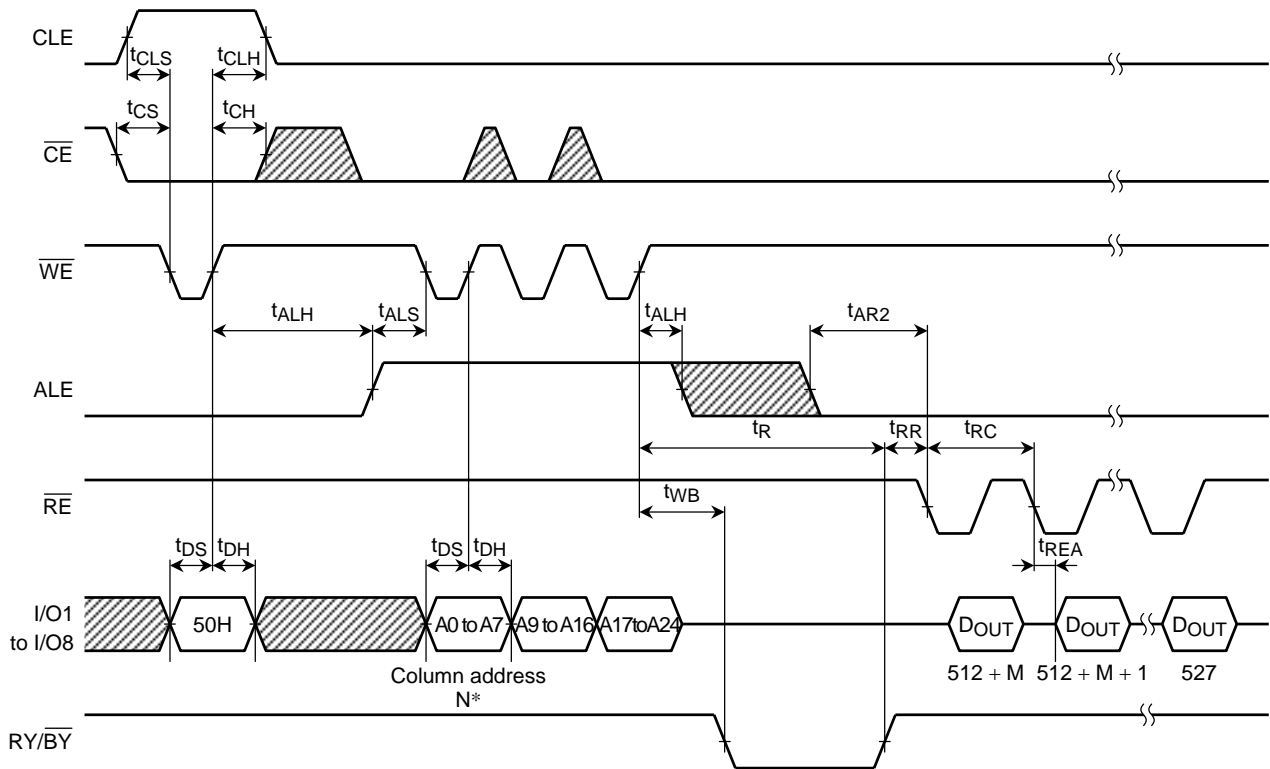 CLE
tCLS
tCLH
tCS
tCH
CE
WE
tALH
tALS
tALH
tAR2
ALE
tR
tRR
tRC
RE
tWB
tDS
tDH
tDS
tDH
tREA
I/O1
to I/O8
50H
A0 to A7
A9 to A16
A17 to A24
DOUT
DOUT
DOUT
Column address
N*
512 + M
512 + M + 1
527
RY/BY